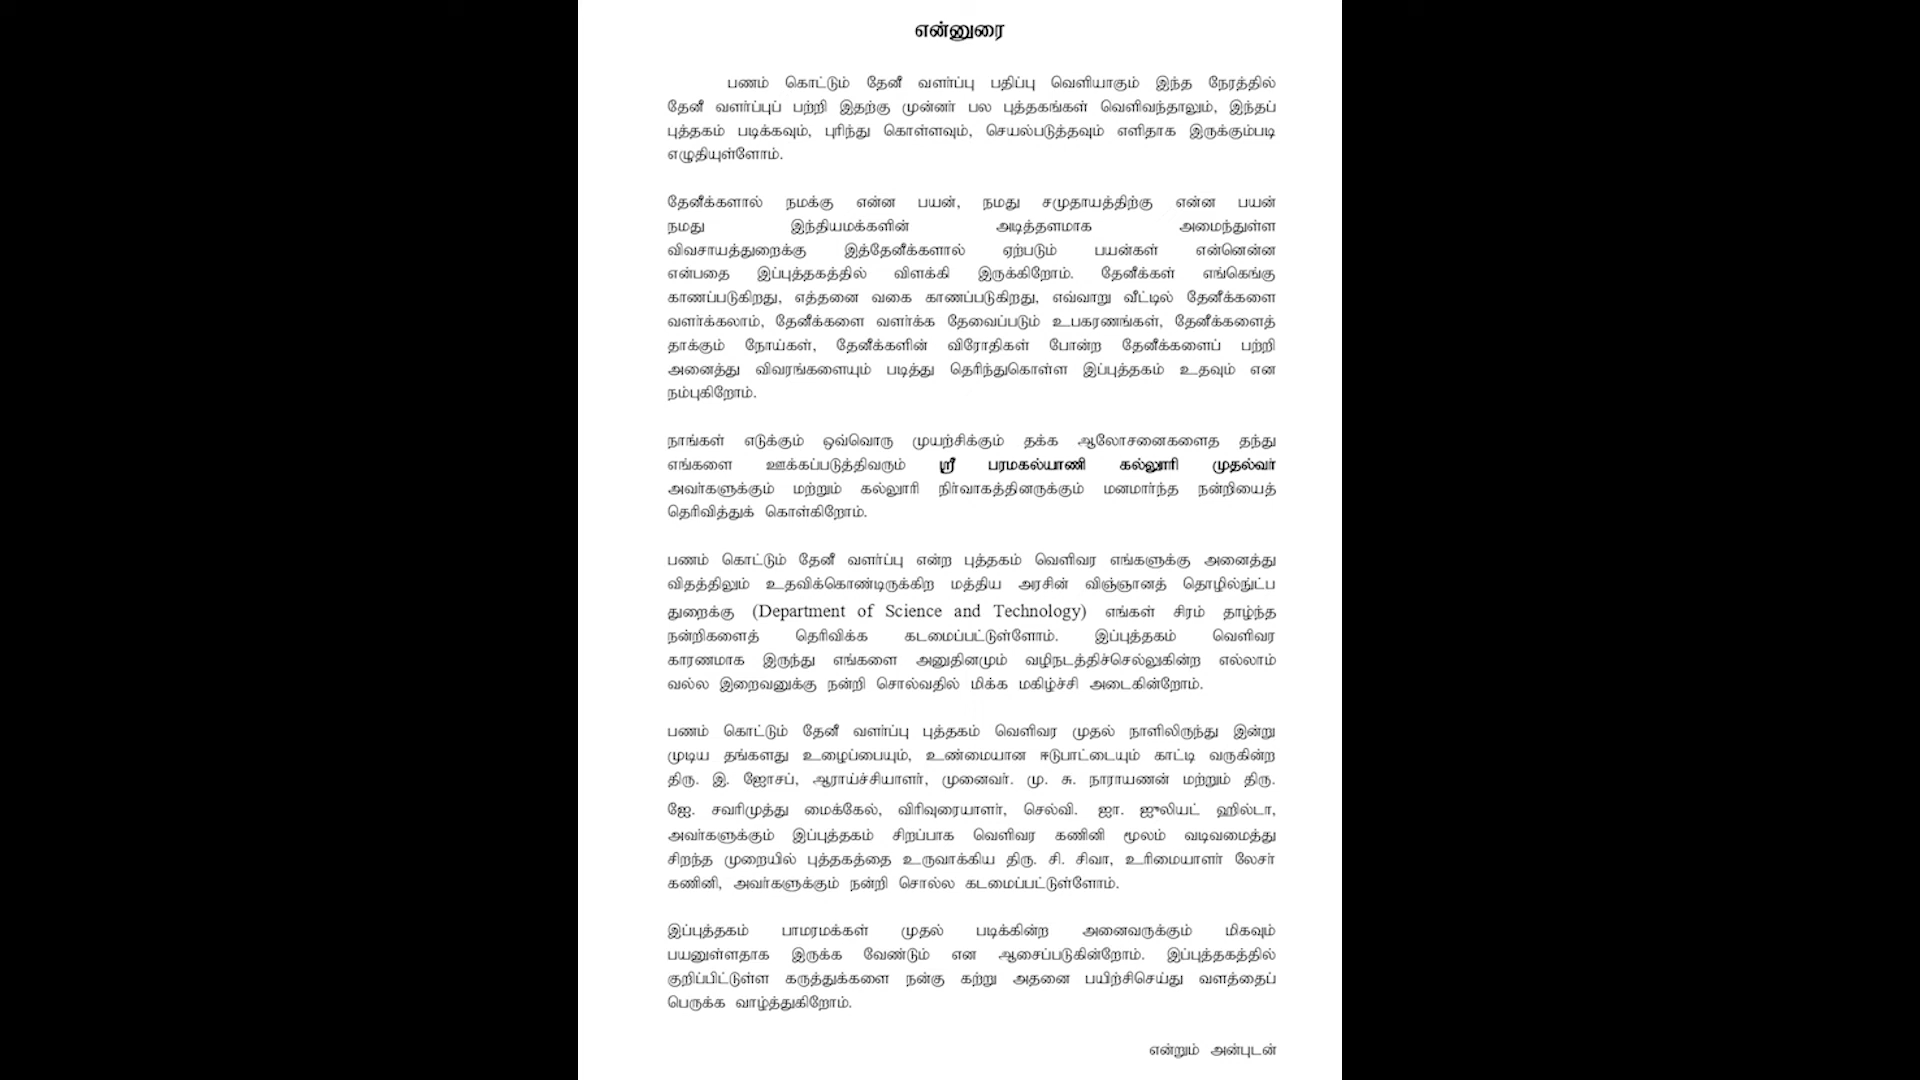 என்னுரை
பணம் கொட்டும் தேனீ வளர்ப்பு பதிப்பு வெளியாகும் இந்த நேரத்தில்
தேனீ வளர்ப்புப் பற்றி இதற்கு முன்னர் பல புத்தகங்கள் வெளிவந்தாலும், இந்தப்
புத்தகம் படிக்கவும், புரிந்து கொள்ளவும், செயல்படுத்தவும் எளிதாக இருக்கும்படி
எழுதியுள்ளோம்.
தேனீக்களால் நமக்கு என்ன பயன், நமது சமுதாயத்திற்கு என்ன பயன்
நமது இந்தியமக்களின் அடித்தளமாக அமைந்துள்ள
விவசாயத்துறைக்கு இத்தேனீக்களால் ஏற்படும் பயன்கள் என்னென்ன
என்பதை இப்புத்தகத்தில் விளக்கி இருக்கிறோம். தேனீக்கள் எங்கெங்கு
காணப்படுகிறது, எத்தனை வகை காணப்படுகிறது, எவ்வாறு வீட்டில் தேனீக்களை
வளர்க்கலாம், தேனீக்களை வளர்க்க தேவைப்படும் உபகரணங்கள், தேனீக்களைத்
தாக்கும் நோய்கள், தேனீக்களின் விரோதிகள் போன்ற தேனீக்களைப் பற்றி
அனைத்து விவரங்களையும் படித்து தெரிந்துகொள்ள இப்புத்தகம் உதவும் என
நம்புகிறோம்.
நாங்கள் எடுக்கும் ஒவ்வொரு முயற்சிக்கும் தக்க ஆலோசனைகளைத தந்து
எங்களை ஊக்கப்படுத்திவரும் ஸ்ரீ பரமகல்யாணி கல்லூரி முதல்வர்
அவர்களுக்கும் மற்றும் கல்லூரி நிர்வாகத்தினருக்கும் மனமார்ந்த நன்றியைத்
தெரிவித்துக் கொள்கிறோம்.
பணம் கொட்டும் தேனீ வளர்ப்பு என்ற புத்தகம் வெளிவர எங்களுக்கு அனைத்து
விதத்திலும் உதவிக்கொண்டிருக்கிற மத்திய அரசின் விஞ்ஞானத் தொழில்நுட்ப
துறைக்கு (Department of Science and Technology) எங்கள் சிரம் தாழ்ந்த
நன்றிகளைத் தெரிவிக்க கடமைப்பட்டுள்ளோம். இப்புத்தகம் வெளிவர
காரணமாக இருந்து எங்களை அனுதினமும் வழிநடத்திச்செல்லுகின்ற எல்லாம்
வல்ல இறைவனுக்கு நன்றி சொல்வதில் மிக்க மகிழ்ச்சி அடைகின்றோம்.
பணம் கொட்டும் தேனீ வளர்ப்பு புத்தகம் வெளிவர முதல் நாளிலிருந்து இன்று
முடிய தங்களது உழைப்பையும், உண்மையான ஈடுபாட்டையும் காட்டி வருகின்ற
திரு. இ. ஜோசப், ஆராய்ச்சியாளர், முனைவர். மு. சு. நாராயணன் மற்றும் திரு.
ஜே. சவரிமுத்து மைக்கேல், விரிவுரையாளர், செல்வி. ஜா. ஜுலியட் ஹில்டா,
அவர்களுக்கும் இப்புத்தகம் சிறப்பாக வெளிவர கணினி மூலம் வடிவமைத்து
சிறந்த முறையில் புத்தகத்தை உருவாக்கிய திரு. சி. சிவா, உரிமையாளர் லேசர்
கணினி, அவர்களுக்கும் நன்றி சொல்ல கடமைப்பட்டுள்ளோம்.
இப்புத்தகம் பாமரமக்கள் முதல் படிக்கின்ற அனைவருக்கும் மிகவும்
பயனுள்ளதாக இருக்க வேண்டும் என ஆசைப்படுகின்றோம். இப்புத்தகத்தில்
குறிப்பிட்டுள்ள கருத்துக்களை நன்கு கற்று அதனை பயிற்சிசெய்து வளத்தைப்
பெருக்க வாழ்த்துகிறோம்.
என்றும் அன்புடன்